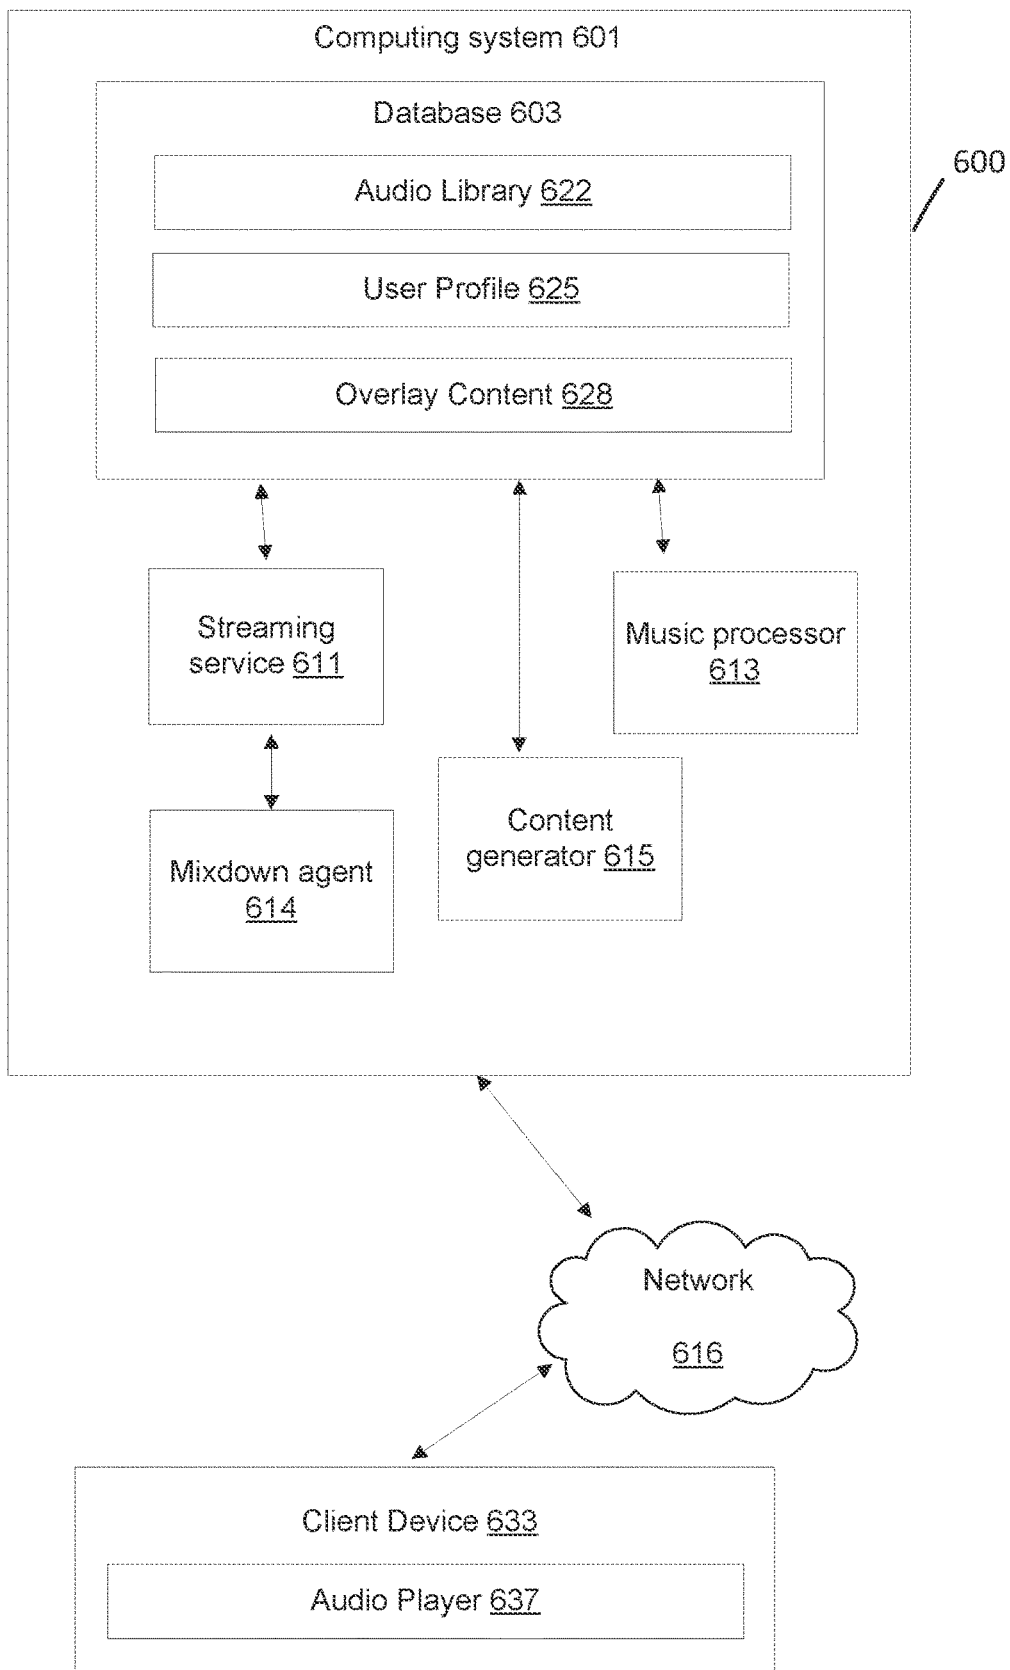 Computing system 601
Database 603
Audio Library 622
User Profile 625
Overlay Content 628
600
Streaming
service 611
Music processor
613
Mixdown agent
614
Content
generator 615
Network
616
Client Device 633
Audio Player 637